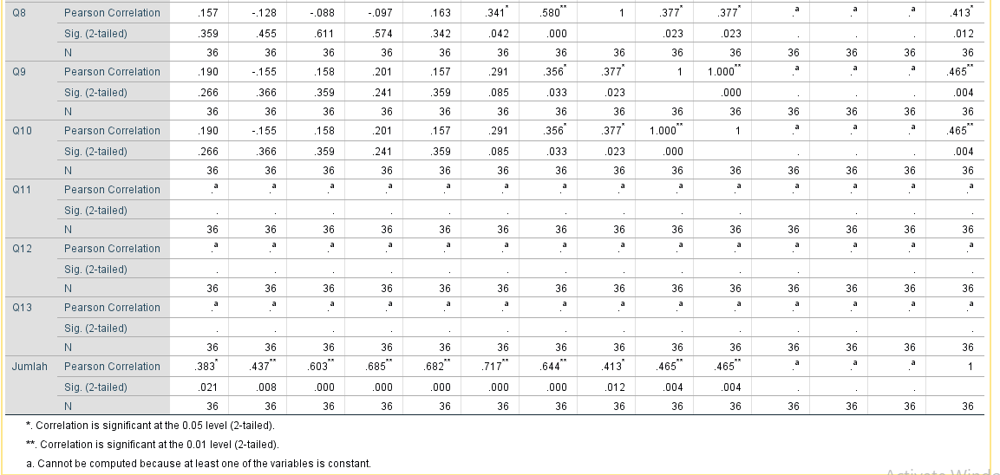 Q8 Pearson Correlation .157 -.128 -.088 -.097 .163 .341* .580** 1 .377* .377* .a .a .a .413*
Sig. (2-tailed) .359 .455 .611 .574 .342 .042 .000 .023 .023 . . . .012
N 36 36 36 36 36 36 36 36 36 36 36 36 36 36
Q9 Pearson Correlation .190 -.155 .158 .201 .157 .291 .356* .377* 1 1.000** .a .a .a .465**
Sig. (2-tailed) .266 .366 .359 .241 .359 .085 .033 .023 .000 . . . .004
N 36 36 36 36 36 36 36 36 36 36 36 36 36 36
Q10 Pearson Correlation .190 -.155 .158 .201 .157 .291 .356* .377* 1.000** 1 .a .a .a .465**
Sig. (2-tailed) .266 .366 .359 .241 .359 .085 .033 .023 .000 . . . .004
N 36 36 36 36 36 36 36 36 36 36 36 36 36 36
Q11 Pearson Correlation .a .a .a .a .a .a .a .a .a .a .a .a .a .a
Sig. (2-tailed) . . . . . . . . . . . . .
N 36 36 36 36 36 36 36 36 36 36 36 36 36 36
Q12 Pearson Correlation .a .a .a .a .a .a .a .a .a .a .a .a .a .a
Sig. (2-tailed) . . . . . . . . . . . . .
N 36 36 36 36 36 36 36 36 36 36 36 36 36 36
Q13 Pearson Correlation .a .a .a .a .a .a .a .a .a .a .a .a .a .a
Sig. (2-tailed) . . . . . . . . . . . . .
N 36 36 36 36 36 36 36 36 36 36 36 36 36 36
Jumlah Pearson Correlation .383* .437** .603** .685** .682** .717** .644** .413* .465** .465** .a .a .a 1
Sig. (2-tailed) .021 .008 .000 .000 .000 .000 .000 .012 .004 .004 . . .
N 36 36 36 36 36 36 36 36 36 36 36 36 36 36
*. Correlation is significant at the 0.05 level (2-tailed).
**. Correlation is significant at the 0.01 level (2-tailed).
a. Cannot be computed because at least one of the variables is constant.